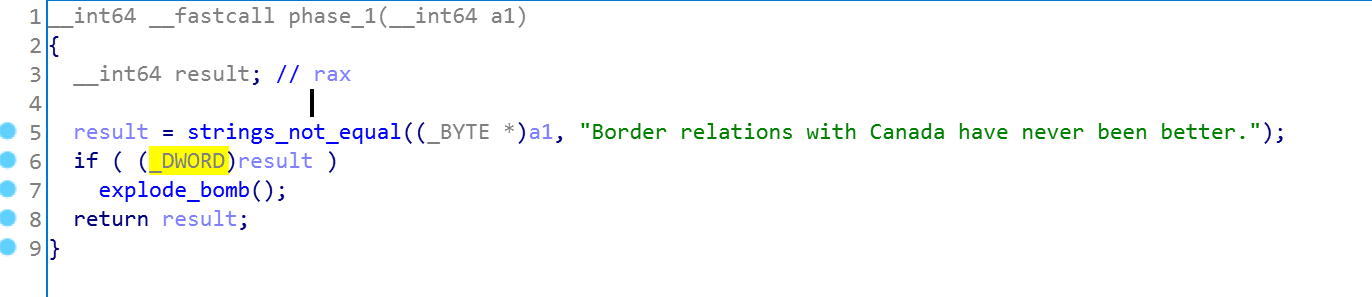 1 __int64 __fastcall phase_1(__int64 a1)
2 {
3   __int64 result; // rax
4
5   result = strings_not_equal((_BYTE *)a1, "Border relations with Canada have never been better.");
6   if ( (_DWORD)result )
7     explode_bomb();
8   return result;
9 }